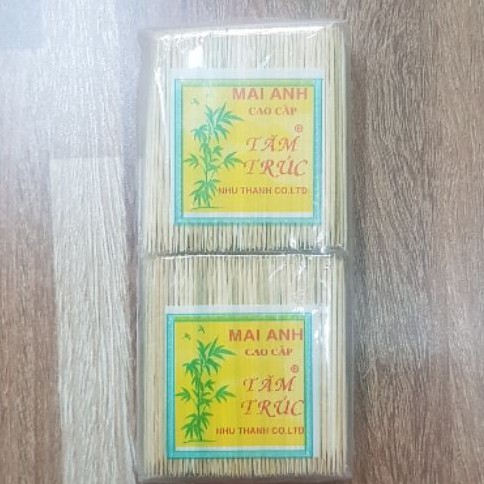 MAI ANH
CAO CẤP
®
TĂM
TRÚC
NHU THANH CO.LTD
MAI ANH
CAO CẤP
®
TĂM
TRÚC
NHU THANH CO.LTD